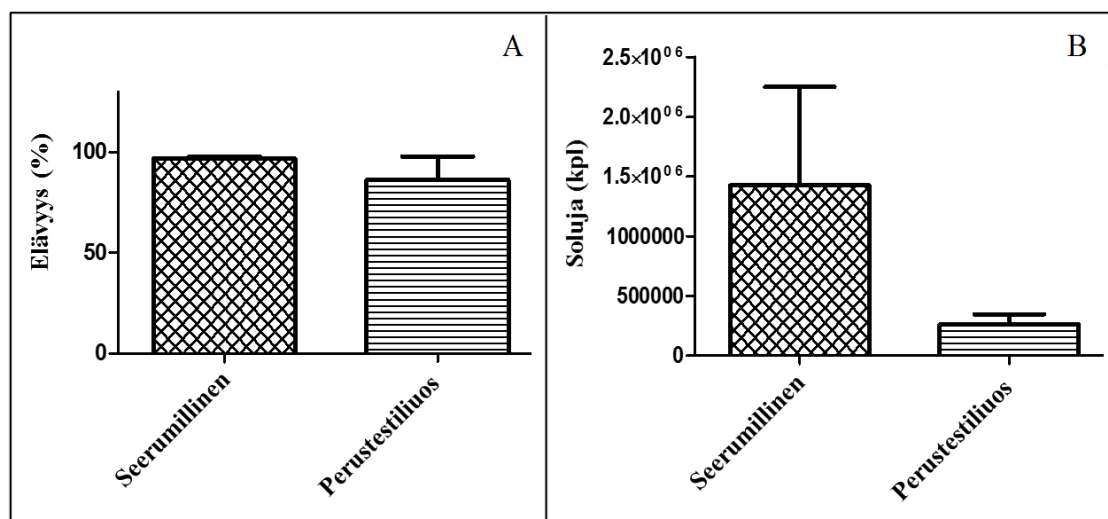 A
Elävyys (%)
100
50
0
Seerumillinen
Perustestiliuos
B
Soluja (kpl)
2.5×10⁰⁶
2.0×10⁰⁶
1.5×10⁰⁶
1000000
500000
0
Seerumillinen
Perustestiliuos